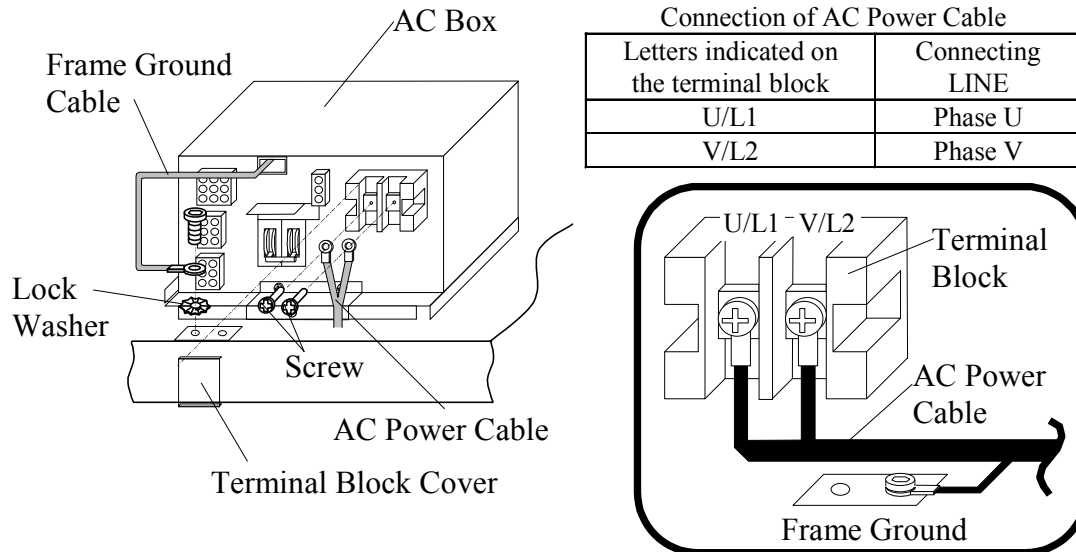 AC Box
Frame Ground
Cable
Lock
Washer
Screw
AC Power Cable
Terminal Block Cover
Connection of AC Power Cable
Letters indicated on
the terminal block
Connecting
LINE
U/L1
Phase U
V/L2
Phase V
U/L1
V/L2
Terminal
Block
AC Power
Cable
Frame Ground